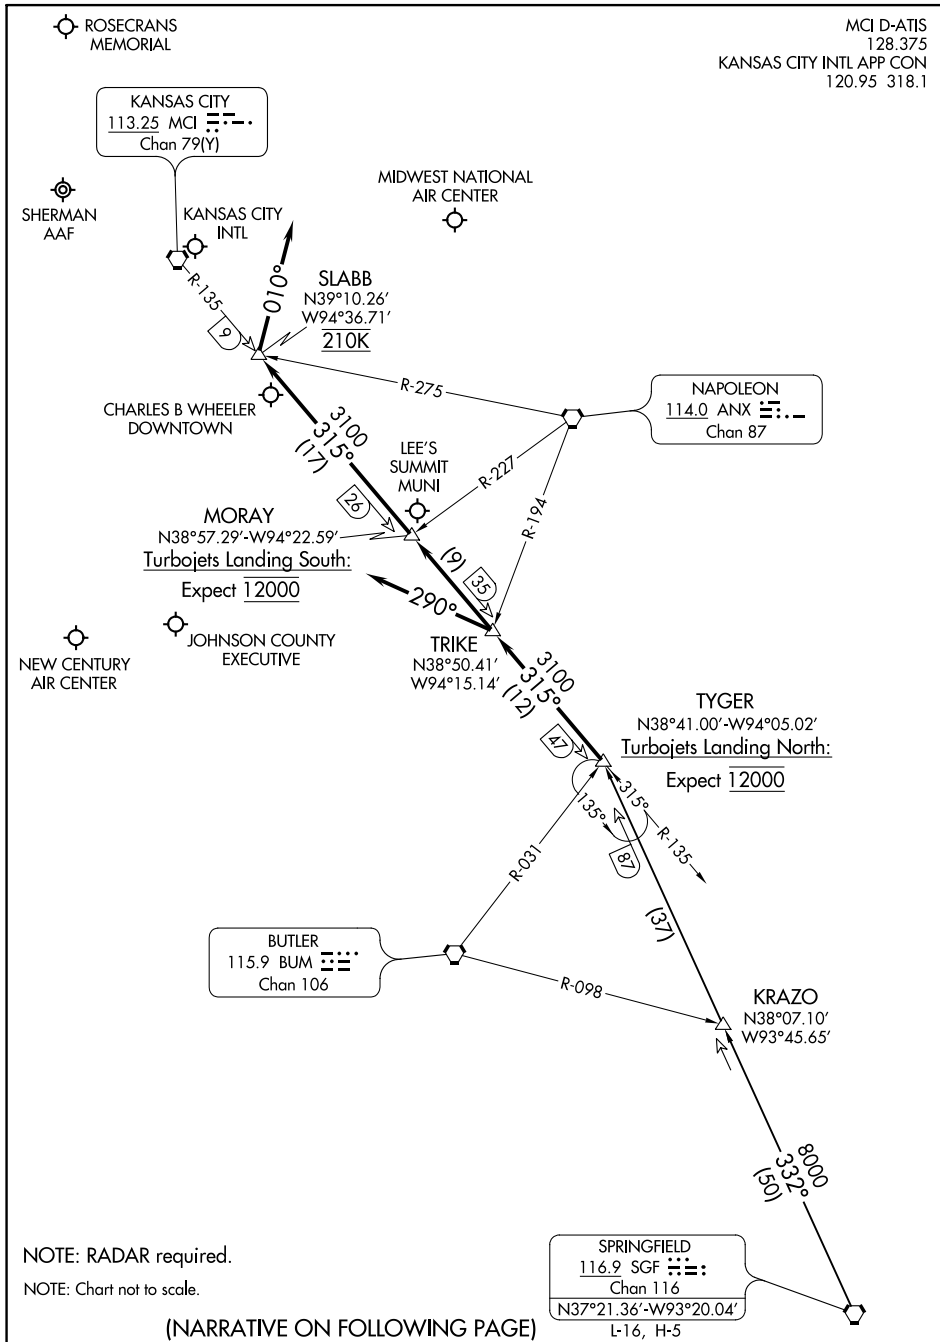 ROSECRANS
MEMORIAL
MCI D-ATIS
128.375
KANSAS CITY INTL APP CON
120.95 318.1
KANSAS CITY
113.25 MCI
Chan 79(Y)
SHERMAN
AAF
KANSAS CITY
INTL
MIDWEST NATIONAL
AIR CENTER
R-135
9
010°
SLABB
N39°10.26'
W94°36.71'
210K
R-275
NAPOLEON
114.0 ANX
Chan 87
CHARLES B WHEELER
DOWNTOWN
3100
315°
(17)
LEE'S
SUMMIT
MUNI
R-227
R-194
26
MORAY
N38°57.29'-W94°22.59'
Turbojets Landing South:
Expect 12000
(9)
35
290°
NEW CENTURY
AIR CENTER
JOHNSON COUNTY
EXECUTIVE
TRIKE
N38°50.41'
W94°15.14'
3100
315°
(12)
TYGER
N38°41.00'-W94°05.02'
Turbojets Landing North:
Expect 12000
47
135°
315°
R-135
87
R-031
(37)
BUTLER
115.9 BUM
Chan 106
R-098
KRAZO
N38°07.10'
W93°45.65'
8000
332°
(50)
NOTE: RADAR required.
NOTE: Chart not to scale.
SPRINGFIELD
116.9 SGF
Chan 116
N37°21.36'-W93°20.04'
L-16, H-5
(NARRATIVE ON FOLLOWING PAGE)